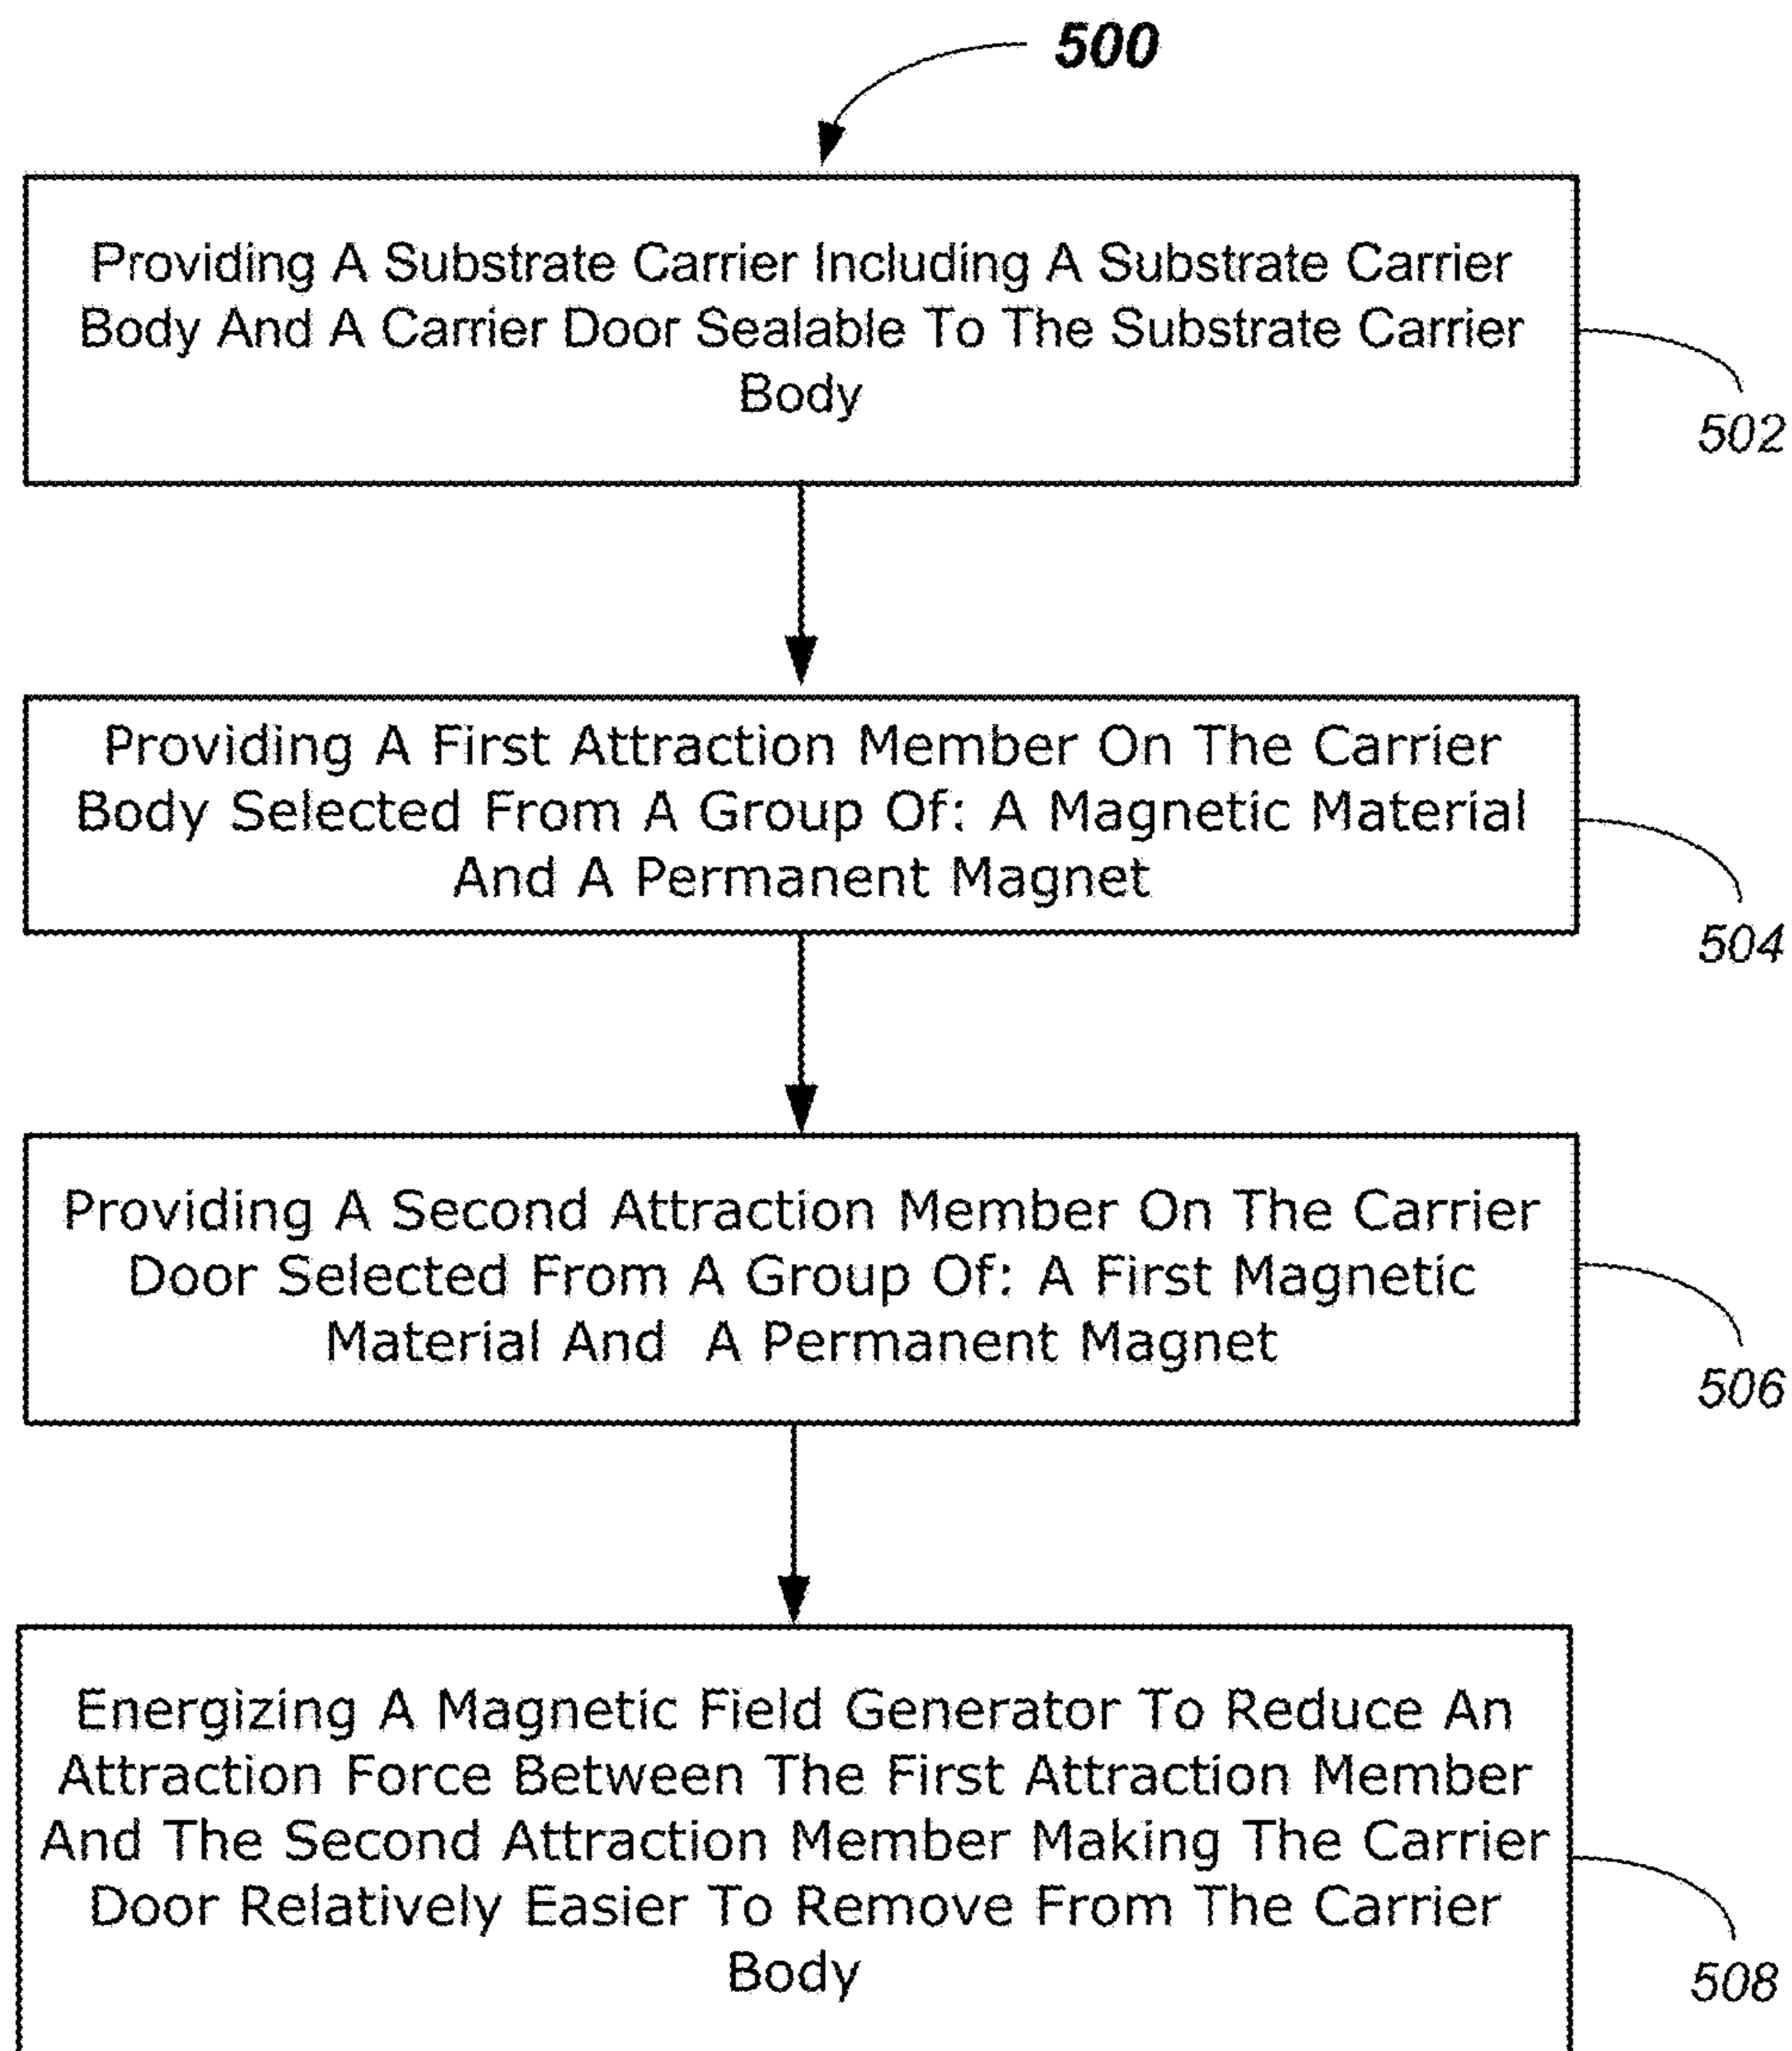 500
Providing A Substrate Carrier Including A Substrate Carrier
Body And A Carrier Door Sealable To The Substrate Carrier
Body
502
Providing A First Attraction Member On The Carrier
Body Selected From A Group Of: A Magnetic Material
And A Permanent Magnet
504
Providing A Second Attraction Member On The Carrier
Door Selected From A Group Of: A First Magnetic
Material And A Permanent Magnet
506
Energizing A Magnetic Field Generator To Reduce An
Attraction Force Between The First Attraction Member
And The Second Attraction Member Making The Carrier
Door Relatively Easier To Remove From The Carrier
Body
508